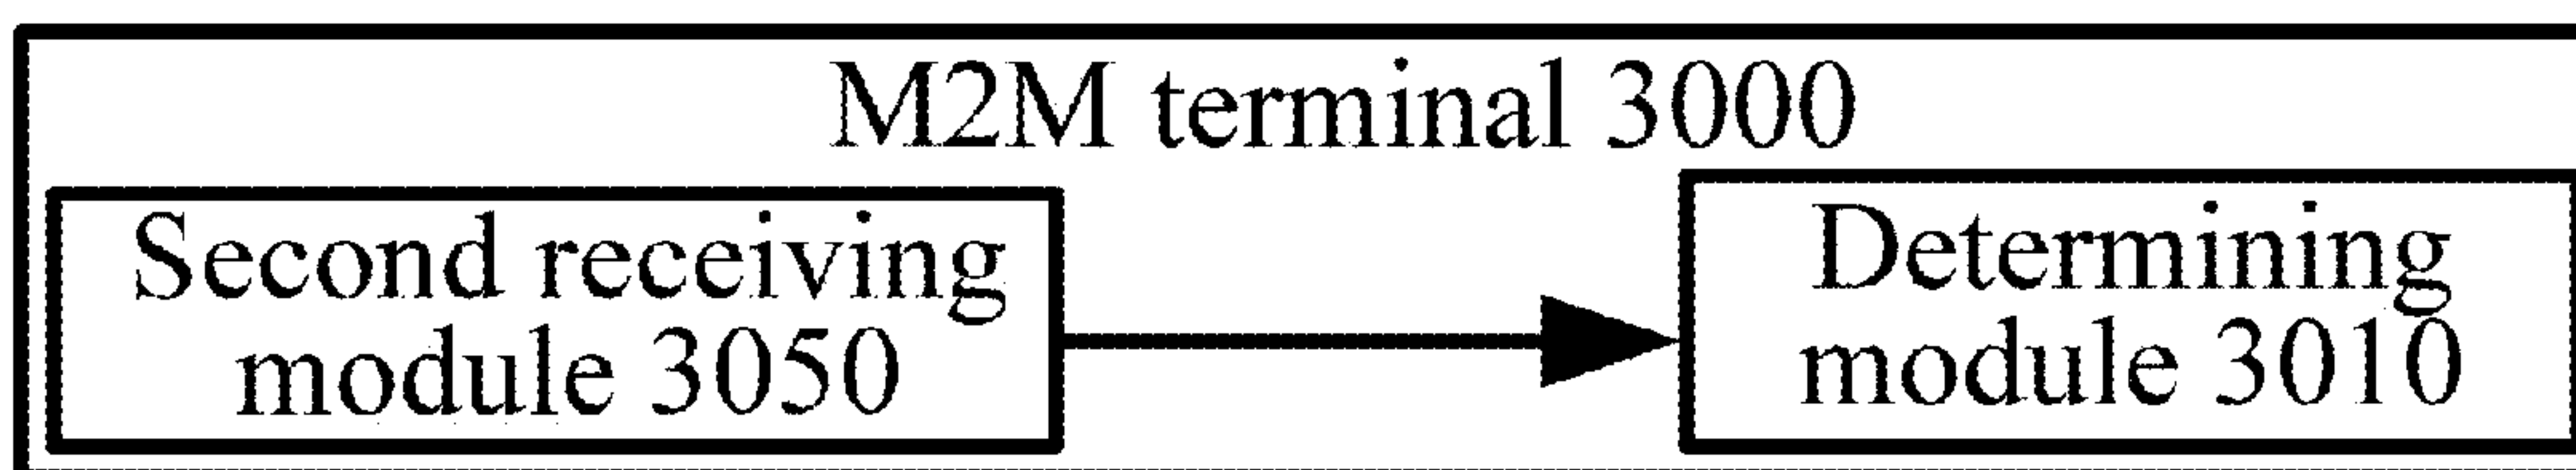 M2M terminal 3000
Second receiving
module 3050
Determining
module 3010